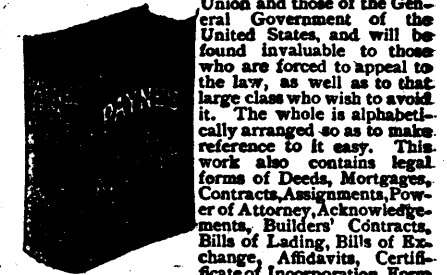 PAYNE'S
Union and those of the Gen-
eral Government of the
United States, and will be
found invaluable to those
who are forced to appeal to
the law, as well as to that
large class who wish to avoid
it. The whole is alphabeti-
cally arranged so as to make
reference to it easy. This
work also contains legal
forms of Deeds, Mortgages,
Contracts,Assignments,Pow-
er of Attorney,Acknowledge-
ments, Builders' Contracts,
Bills of Lading, Bills of Ex-
change, Affidavits, Certifi-
ficate of Incorporation Form